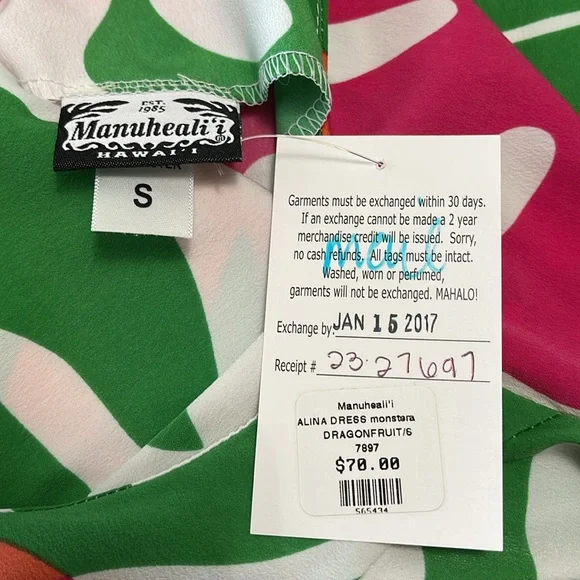 EST.
1985
Manuheali'i
HAWAI'I
S
Garments must be exchanged within 30 days.
If an exchange cannot be made a 2 year
merchandise credit will be issued. Sorry,
no cash refunds. All tags must be intact.
Washed, worn or perfumed,
garments will not be exchanged. MAHALO!
Exchange by: JAN 15 2017
Receipt # 23-27697
Manuheali'i
ALINA DRESS monstera
DRAGONFRUIT/S
7897
$70.00
565434